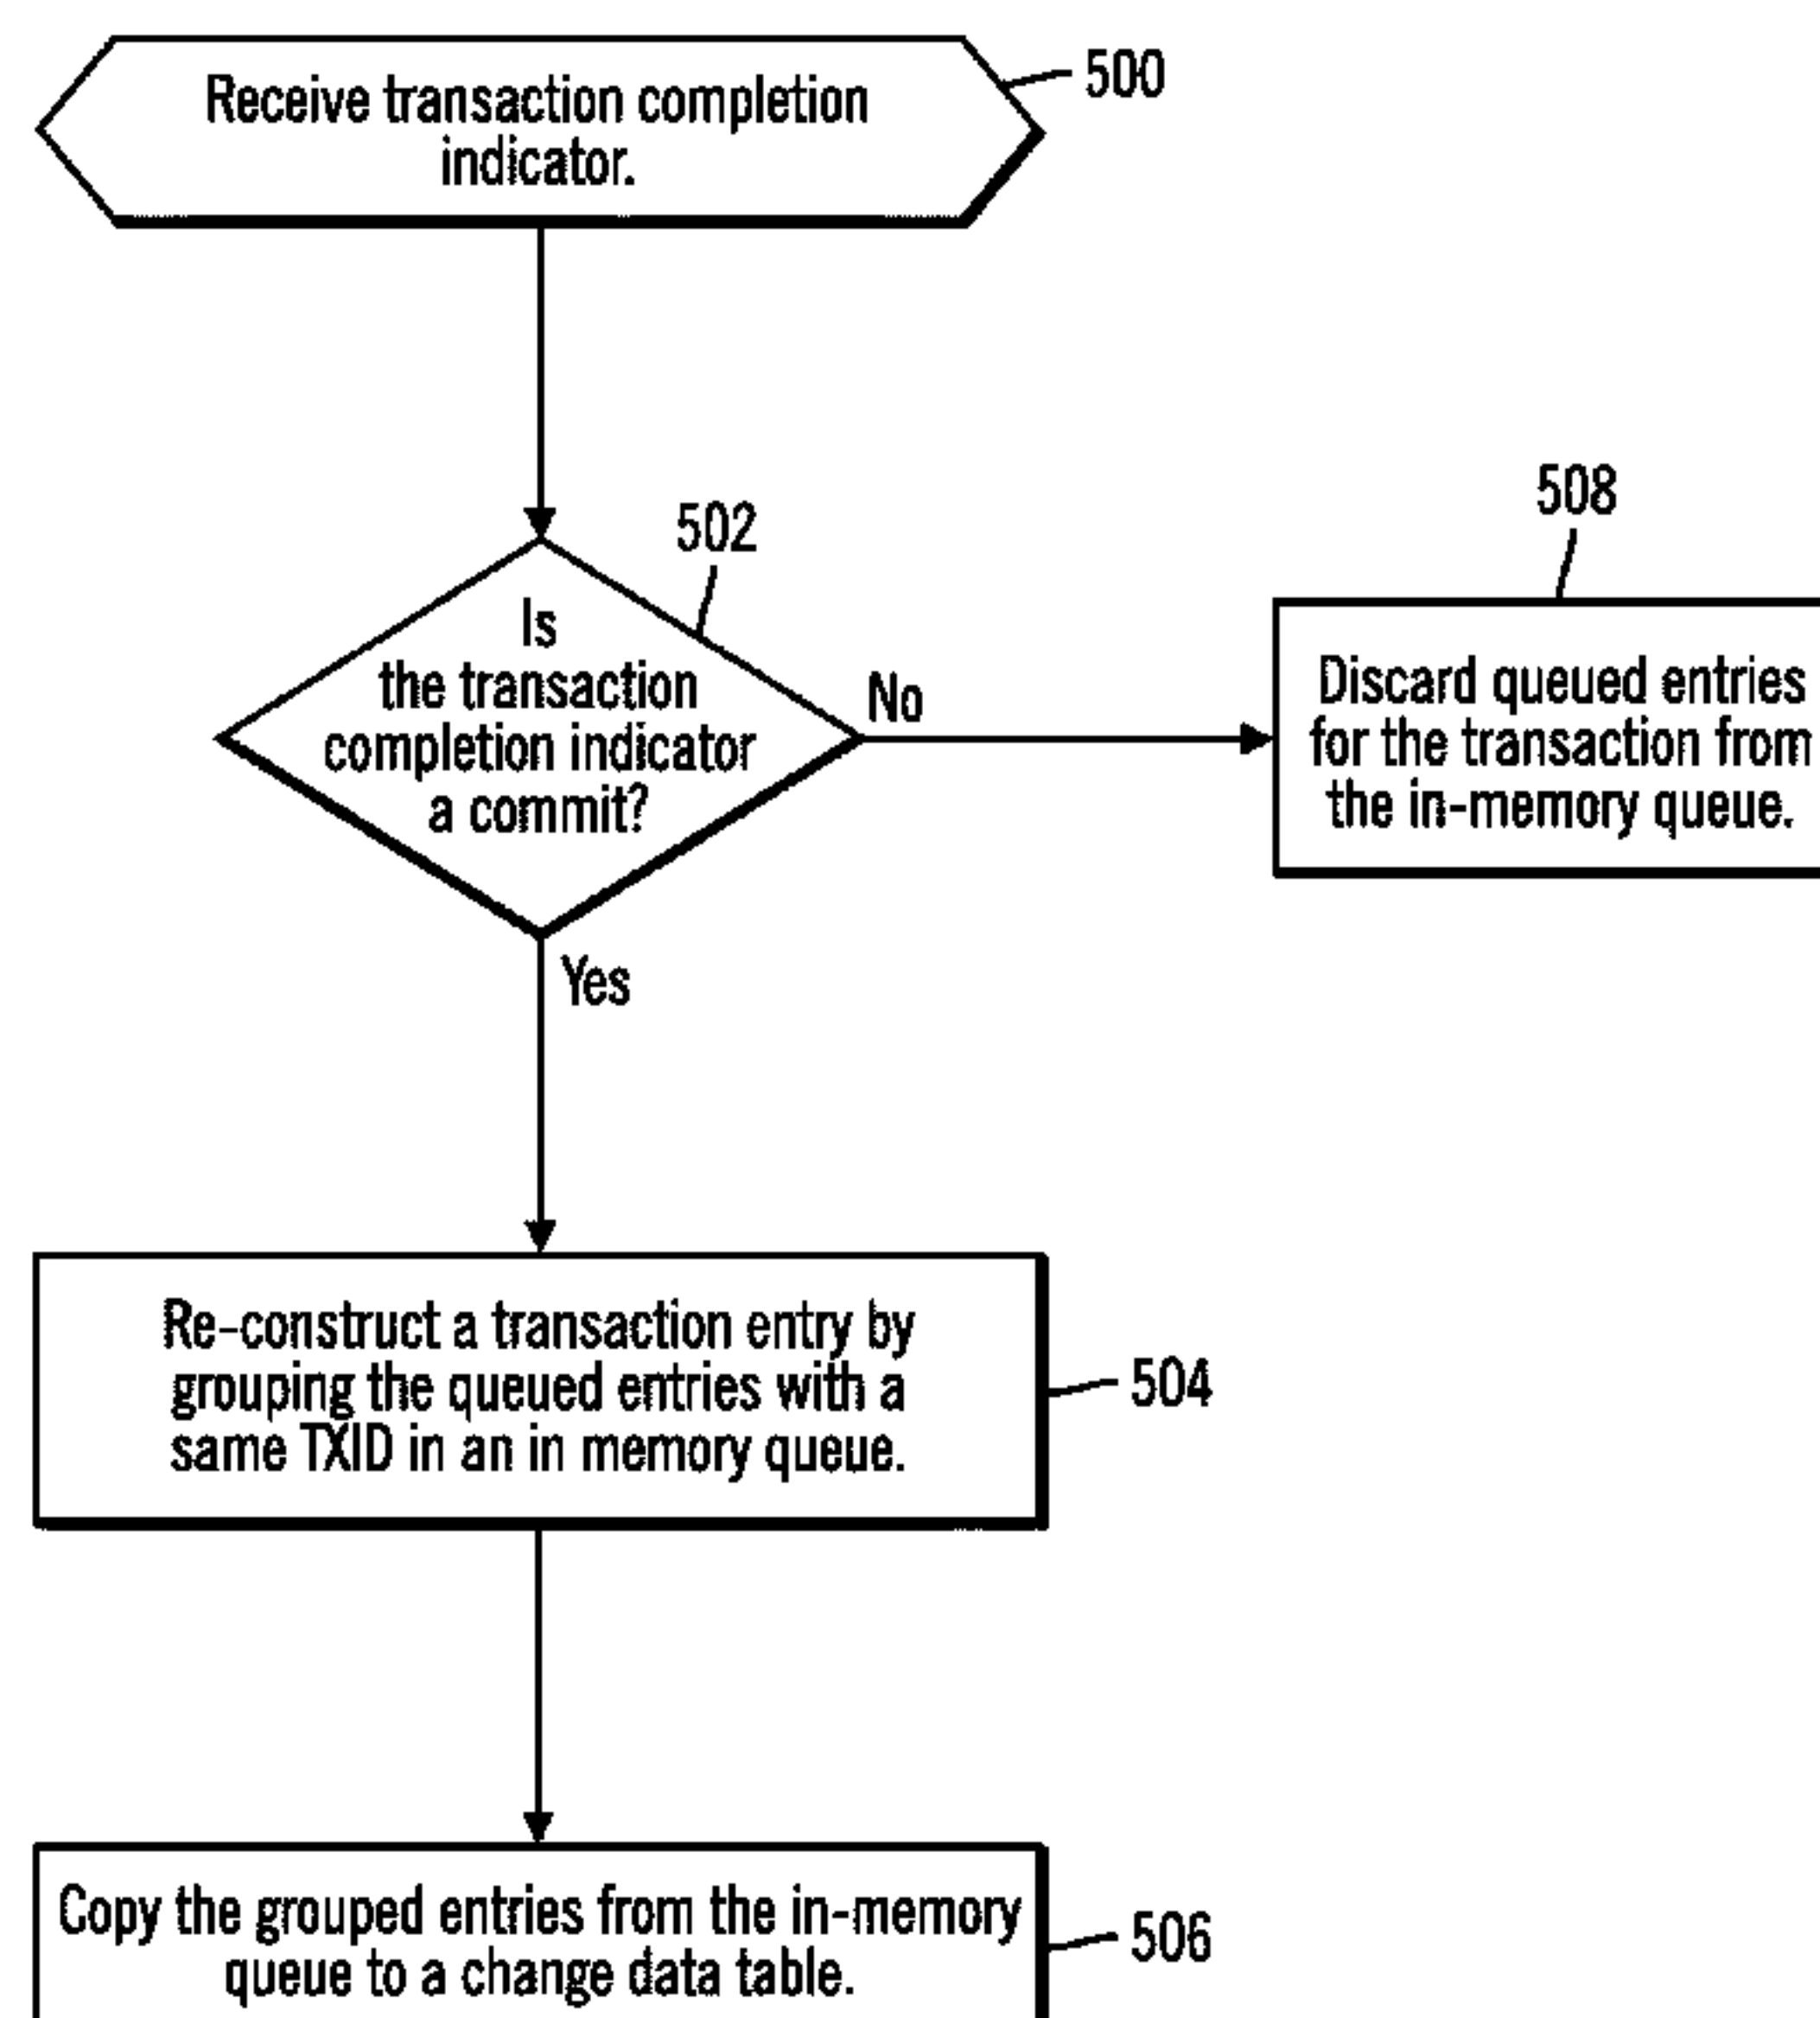 Receive transaction completion
indicator.
500
502
508
Is
the transaction
completion indicator
a commit?
No
Discard queued entries
for the transaction from
the in-memory queue.
Yes
Re-construct a transaction entry by
grouping the queued entries with a
same TXID in an in memory queue.
504
Copy the grouped entries from the in-memory
queue to a change data table.
506